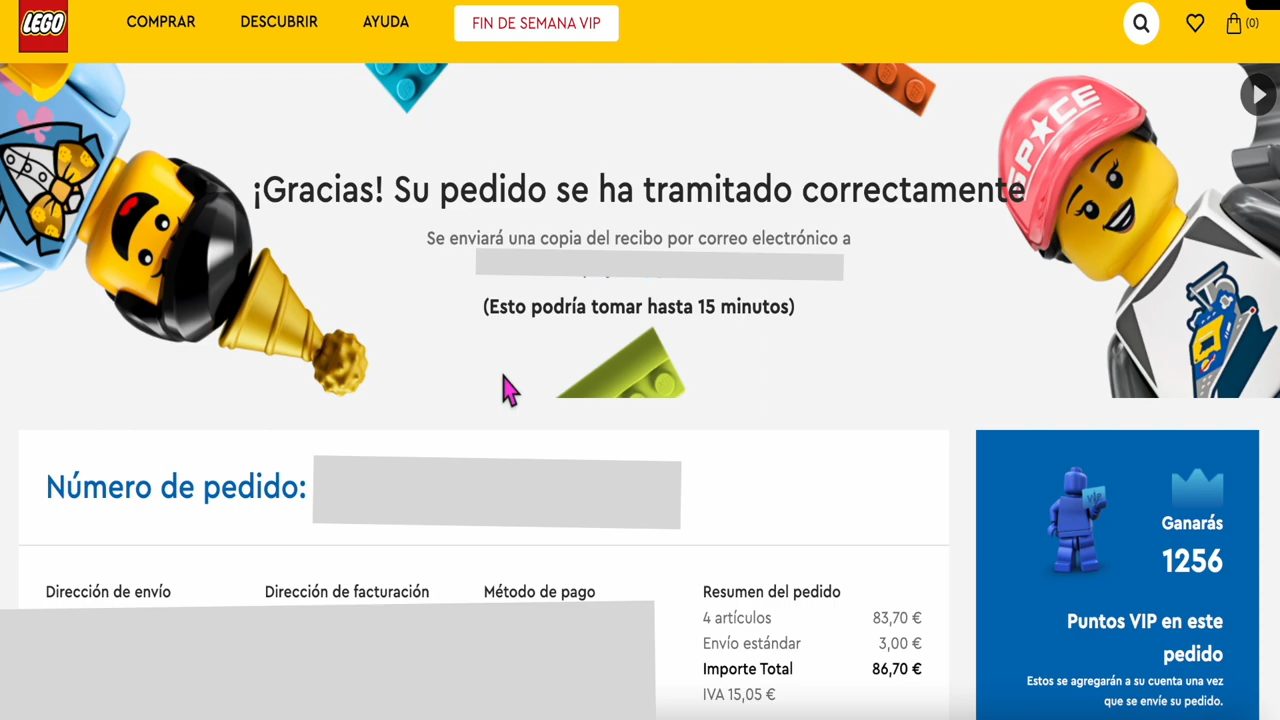 LEGO
COMPRAR DESCUBRIR AYUDA FIN DE SEMANA VIP (0)
SPACE
¡Gracias! Su pedido se ha tramitado correctamente
Se enviará una copia del recibo por correo electrónico a
(Esto podría tomar hasta 15 minutos)
Número de pedido:
VIP
Ganarás
1256
Puntos VIP en este
pedido
Estos se agregarán a su cuenta una vez
que se envíe su pedido.
Dirección de envío Dirección de facturación Método de pago Resumen del pedido
4 artículos 83,70 €
Envío estándar 3,00 €
Importe Total 86,70 €
IVA 15,05 €